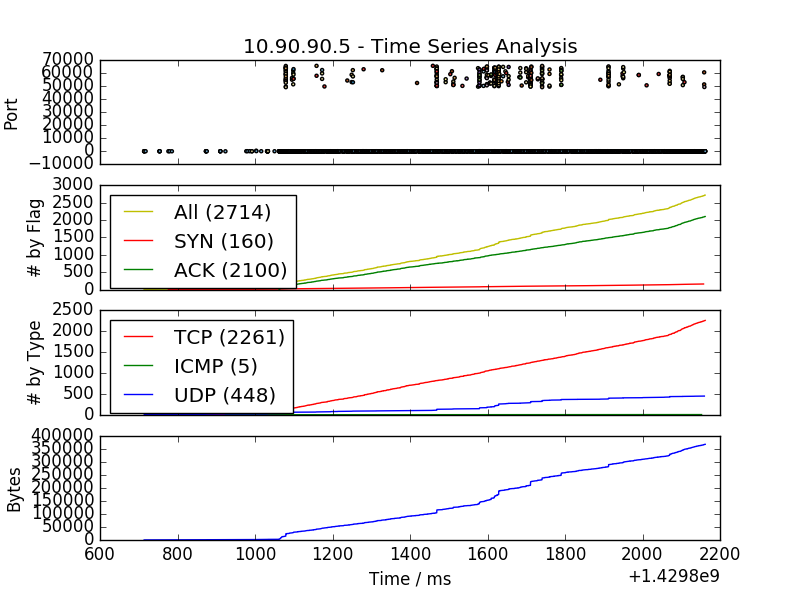 10.90.90.5 - Time Series Analysis
70000
60000
50000
40000
30000
20000
10000
0
−10000
Port
3000
2500
2000
1500
1000
500
0
# by Flag
All (2714)
SYN (160)
ACK (2100)
2500
2000
1500
1000
500
0
# by Type
TCP (2261)
ICMP (5)
UDP (448)
400000
350000
300000
250000
200000
150000
100000
50000
0
Bytes
600 800 1000 1200 1400 1600 1800 2000 2200
Time / ms
+1.4298e9